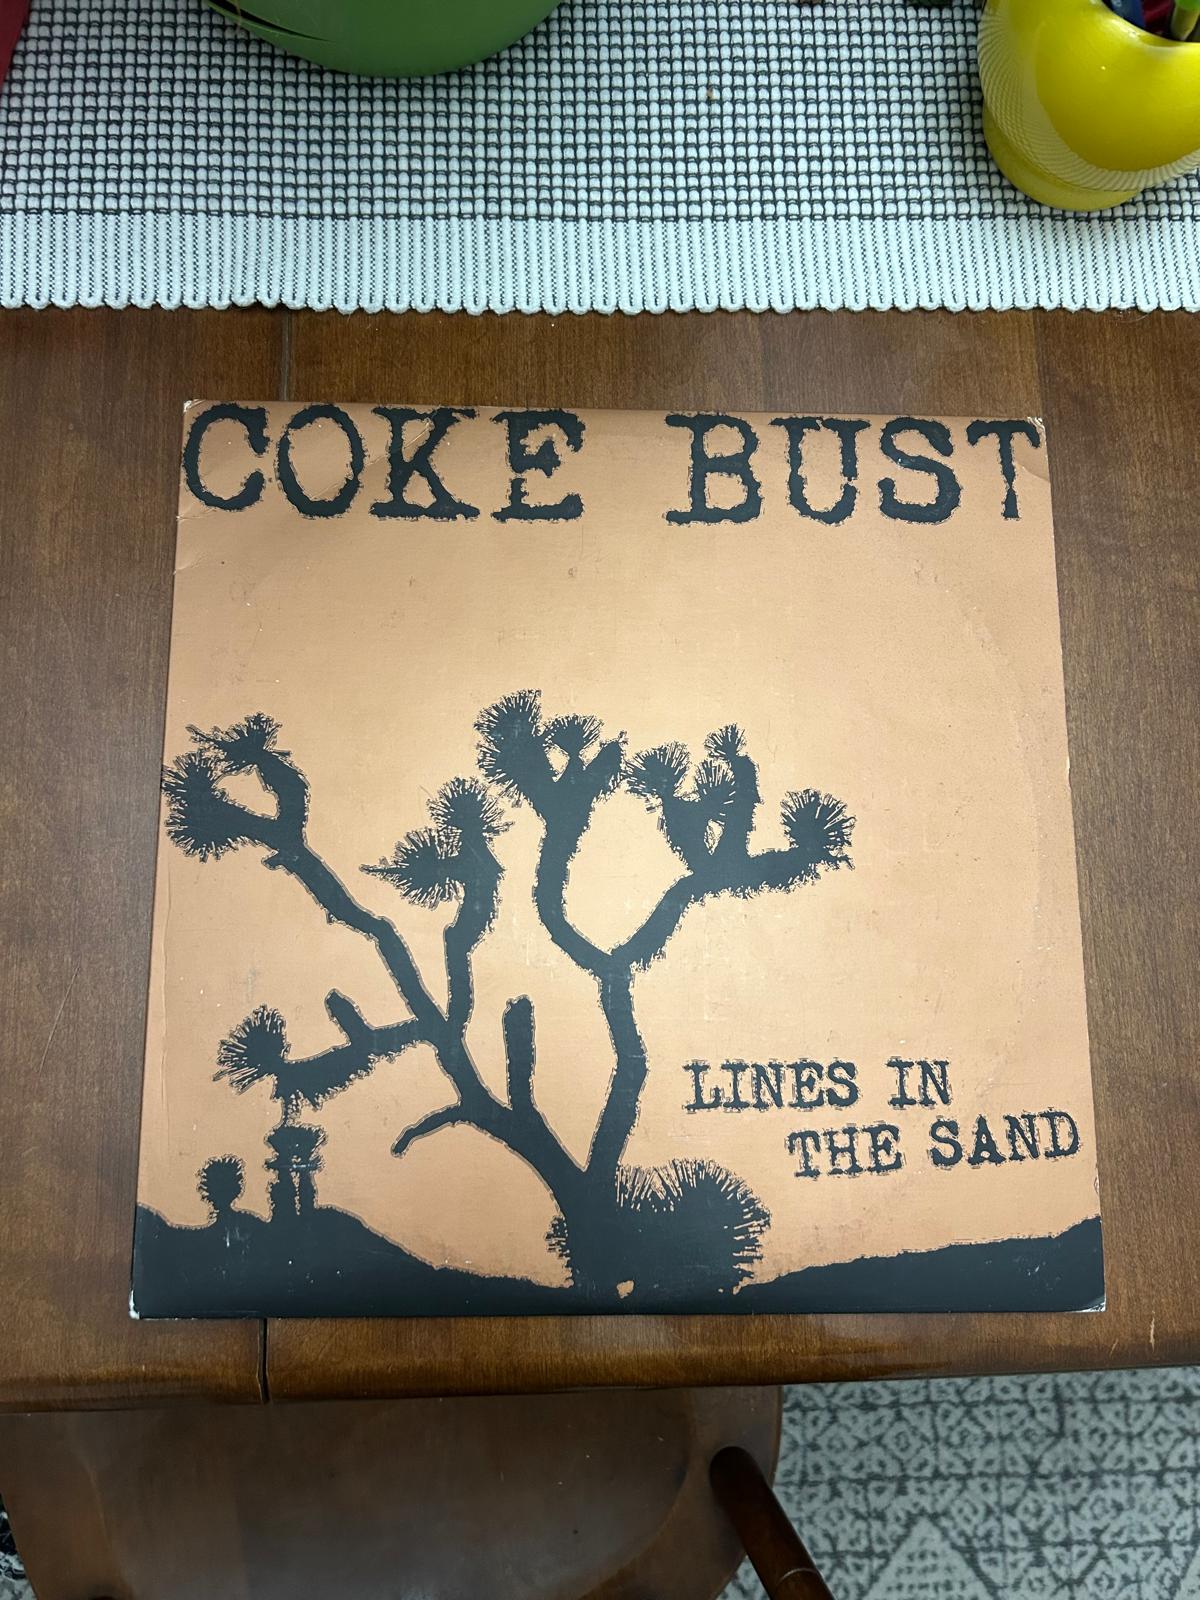 COKE BUST
LINES IN
THE SAND